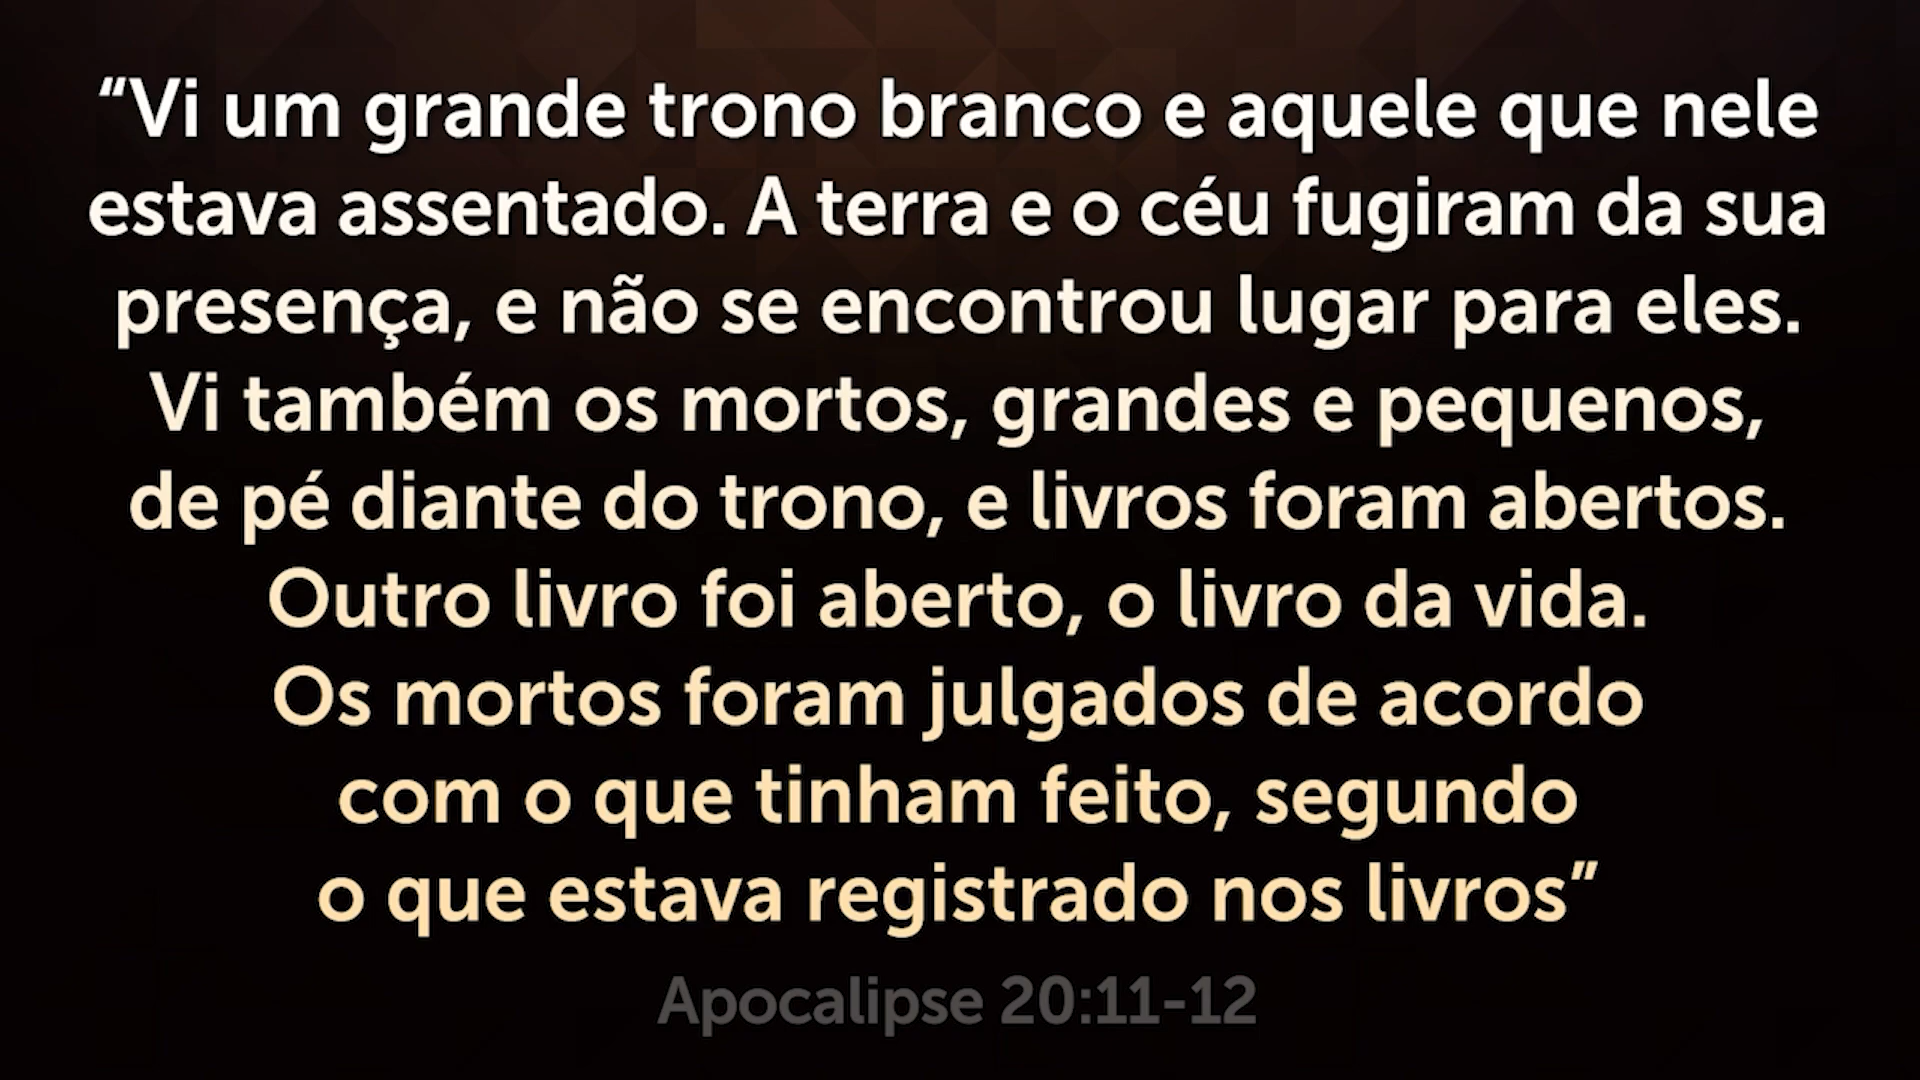 “Vi um grande trono branco e aquele que nele
estava assentado. A terra e o céu fugiram da sua
presença, e não se encontrou lugar para eles.
Vi também os mortos, grandes e pequenos,
de pé diante do trono, e livros foram abertos.
Outro livro foi aberto, o livro da vida.
Os mortos foram julgados de acordo
com o que tinham feito, segundo
o que estava registrado nos livros”
Apocalipse 20:11-12